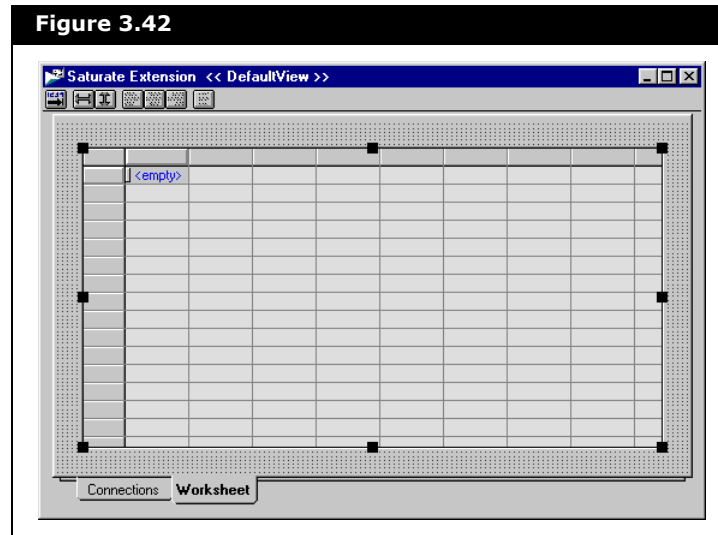 Figure 3.42
Saturate Extension << DefaultView >>
<empty>
Connections Worksheet